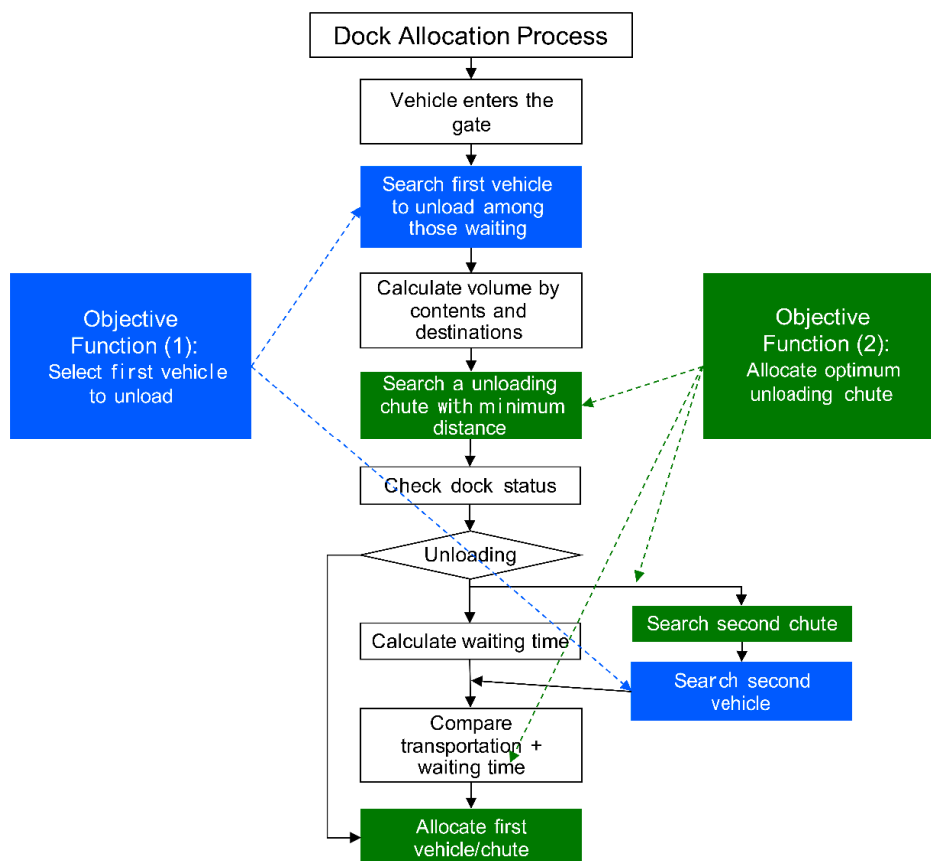 Dock Allocation Process
Vehicle enters the
gate
Search first vehicle
to unload among
those waiting
Calculate volume by
contents and
destinations
Objective
Function (1):
Select first vehicle
to unload
Objective
Function (2):
Allocate optimum
unloading chute
Search a unloading
chute with minimum
distance
Check dock status
Unloading
Calculate waiting time
Search second chute
Search second
vehicle
Compare
transportation +
waiting time
Allocate first
vehicle/chute